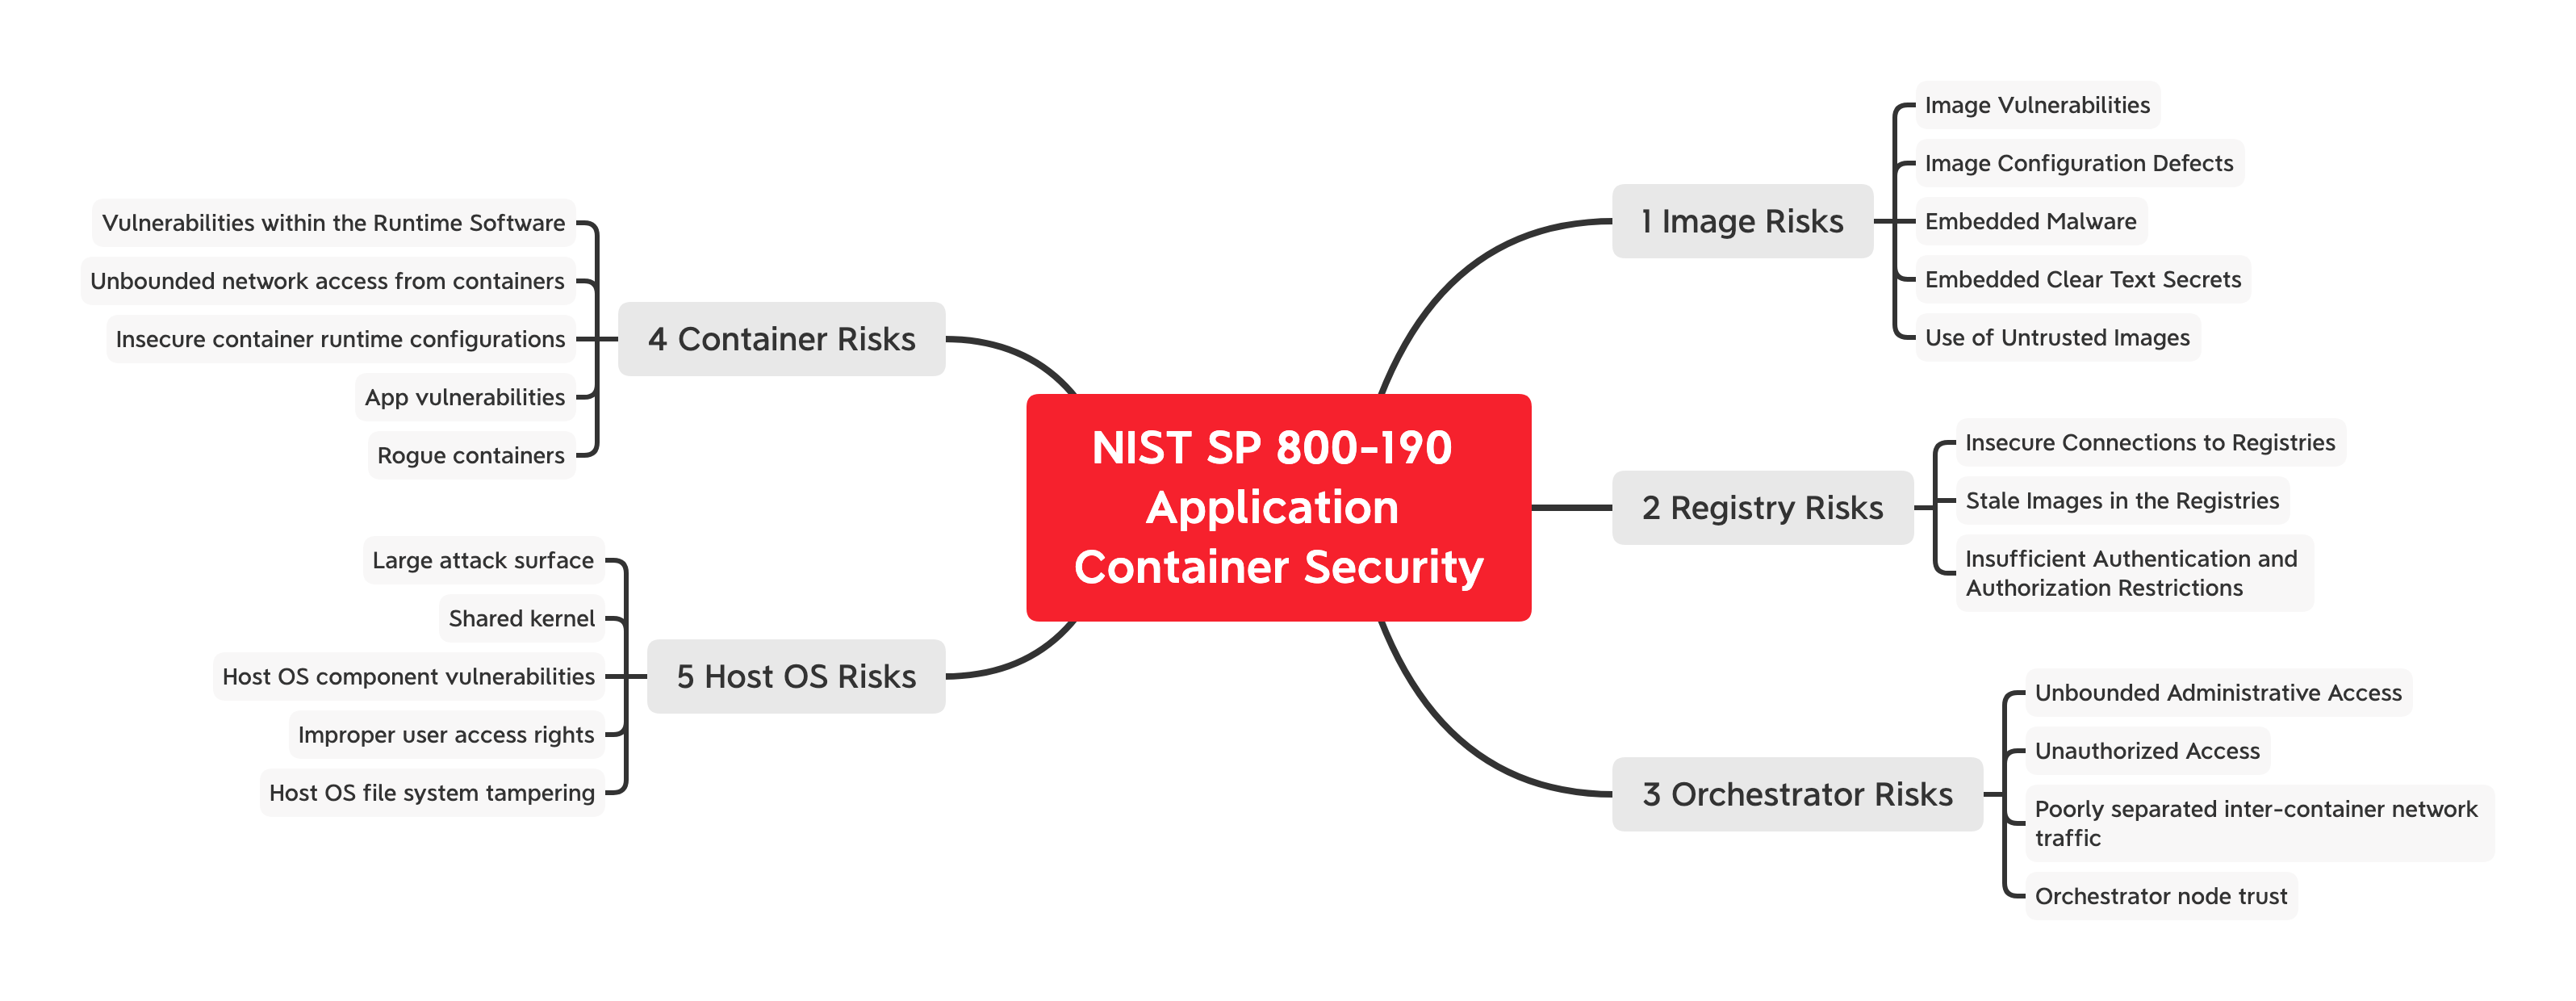 NIST SP 800-190
Application
Container Security
1 Image Risks
Image Vulnerabilities
Image Configuration Defects
Embedded Malware
Embedded Clear Text Secrets
Use of Untrusted Images
2 Registry Risks
Insecure Connections to Registries
Stale Images in the Registries
Insufficient Authentication and
Authorization Restrictions
3 Orchestrator Risks
Unbounded Administrative Access
Unauthorized Access
Poorly separated inter-container network
traffic
Orchestrator node trust
4 Container Risks
Vulnerabilities within the Runtime Software
Unbounded network access from containers
Insecure container runtime configurations
App vulnerabilities
Rogue containers
5 Host OS Risks
Large attack surface
Shared kernel
Host OS component vulnerabilities
Improper user access rights
Host OS file system tampering